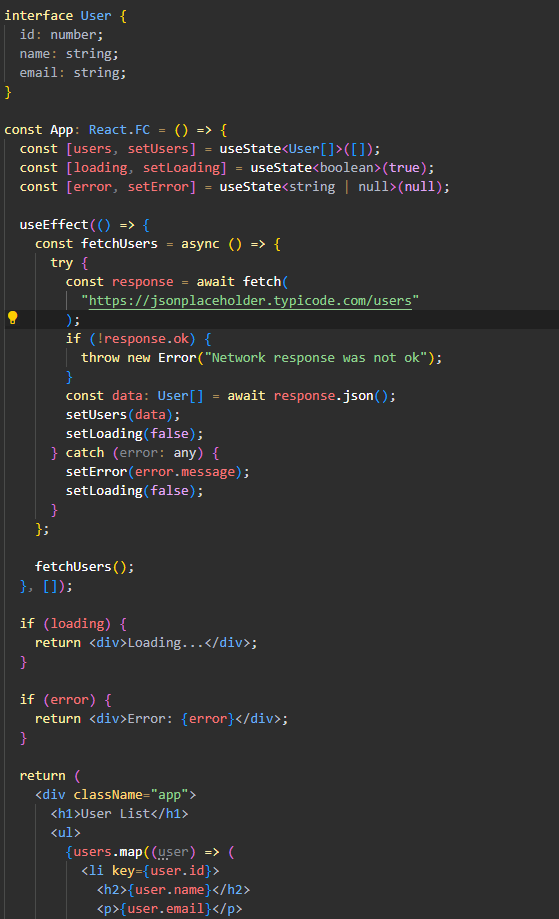 interface User {
  id: number;
  name: string;
  email: string;
}

const App: React.FC = () => {
  const [users, setUsers] = useState<User[]>([]);
  const [loading, setLoading] = useState<boolean>(true);
  const [error, setError] = useState<string | null>(null);

  useEffect(() => {
    const fetchUsers = async () => {
      try {
        const response = await fetch(
          "https://jsonplaceholder.typicode.com/users"
        );
        if (!response.ok) {
          throw new Error("Network response was not ok");
        }
        const data: User[] = await response.json();
        setUsers(data);
        setLoading(false);
      } catch (error: any) {
        setError(error.message);
        setLoading(false);
      }
    };

    fetchUsers();
  }, []);

  if (loading) {
    return <div>Loading...</div>;
  }

  if (error) {
    return <div>Error: {error}</div>;
  }

  return (
    <div className="app">
      <h1>User List</h1>
      <ul>
        {users.map((user) => (
          <li key={user.id}>
            <h2>{user.name}</h2>
            <p>{user.email}</p>